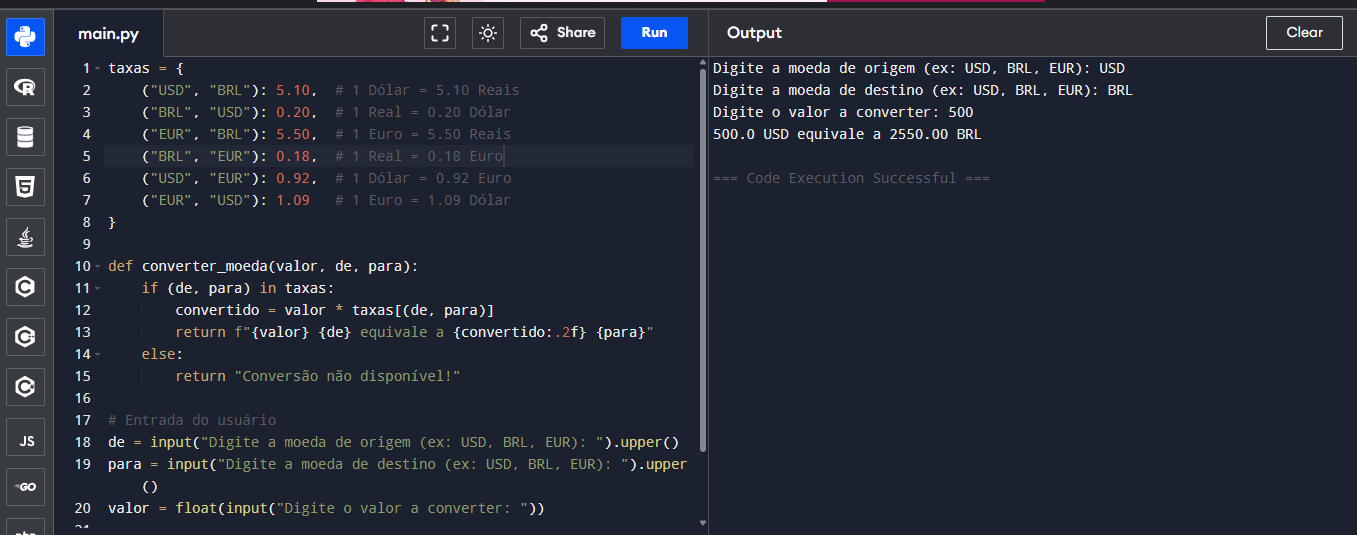 main.py
Share
Run
Output
Clear
1 taxas = {
2     ("USD", "BRL"): 5.10,  # 1 Dólar = 5.10 Reais
3     ("BRL", "USD"): 0.20,  # 1 Real = 0.20 Dólar
4     ("EUR", "BRL"): 5.50,  # 1 Euro = 5.50 Reais
5     ("BRL", "EUR"): 0.18,  # 1 Real = 0.18 Euro
6     ("USD", "EUR"): 0.92,  # 1 Dólar = 0.92 Euro
7     ("EUR", "USD"): 1.09   # 1 Euro = 1.09 Dólar
8 }
9
10 def converter_moeda(valor, de, para):
11     if (de, para) in taxas:
12         convertido = valor * taxas[(de, para)]
13         return f"{valor} {de} equivale a {convertido:.2f} {para}"
14     else:
15         return "Conversão não disponível!"
16
17 # Entrada do usuário
18 de = input("Digite a moeda de origem (ex: USD, BRL, EUR): ").upper()
19 para = input("Digite a moeda de destino (ex: USD, BRL, EUR): ").upper
()
20 valor = float(input("Digite o valor a converter: "))
Digite a moeda de origem (ex: USD, BRL, EUR): USD
Digite a moeda de destino (ex: USD, BRL, EUR): BRL
Digite o valor a converter: 500
500.0 USD equivale a 2550.00 BRL
=== Code Execution Successful ===
R
5
C
C
C
JS
GO